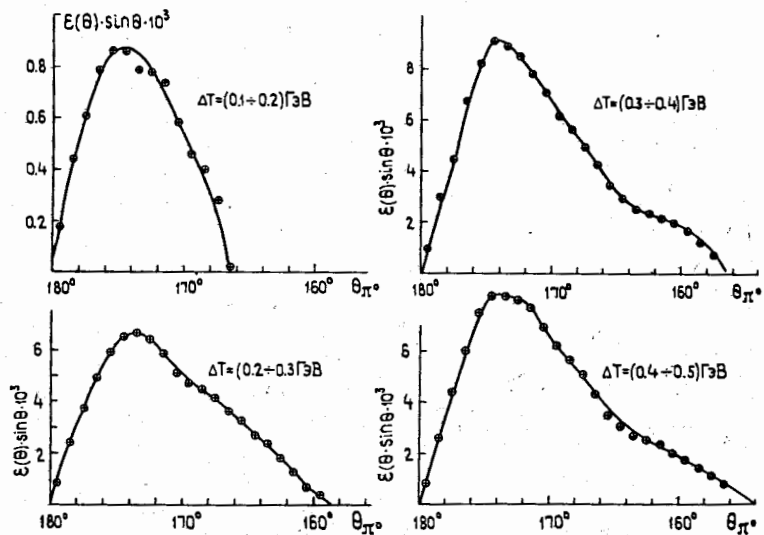 ε(θ)·sinθ·10³
0.8
0.6
0.4
0.2
ΔT=(0.1÷0.2)ГэВ
180° 170° 160° θπ°
ε(θ)·sinθ·10³
8
6
4
2
ΔT=(0.3÷0.4)ГэВ
180° 170° 160° θπ°
ε(θ)·sinθ·10³
6
4
2
ΔT=(0.2÷0.3ГэВ
180° 170° 160° θπ°
ε(θ·sinθ·10³
6
4
2
ΔT=(0.4÷0.5)ГэВ
180° 170° 160° θπ°